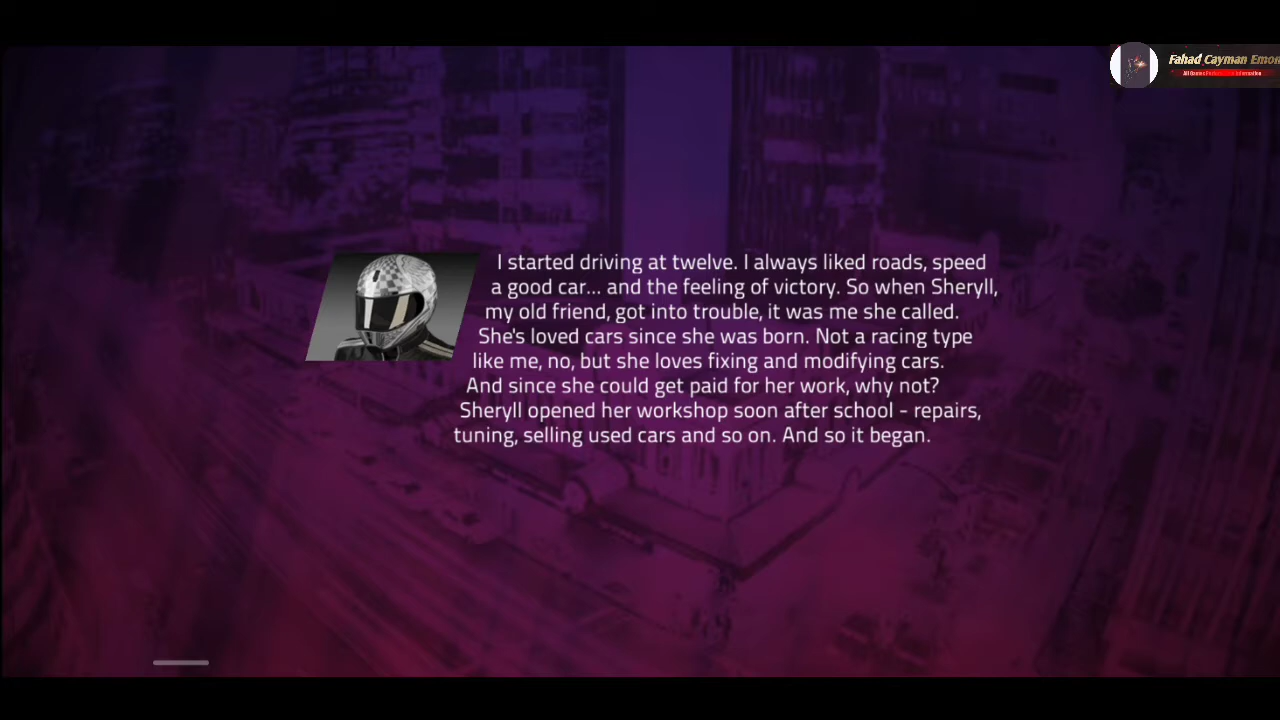 Fahad Cayman Emon
I started driving at twelve. I always liked roads, speed
a good car... and the feeling of victory. So when Sheryll,
my old friend, got into trouble, it was me she called.
She's loved cars since she was born. Not a racing type
like me, no, but she loves fixing and modifying cars.
And since she could get paid for her work, why not?
Sheryll opened her workshop soon after school - repairs,
tuning, selling used cars and so on. And so it began.